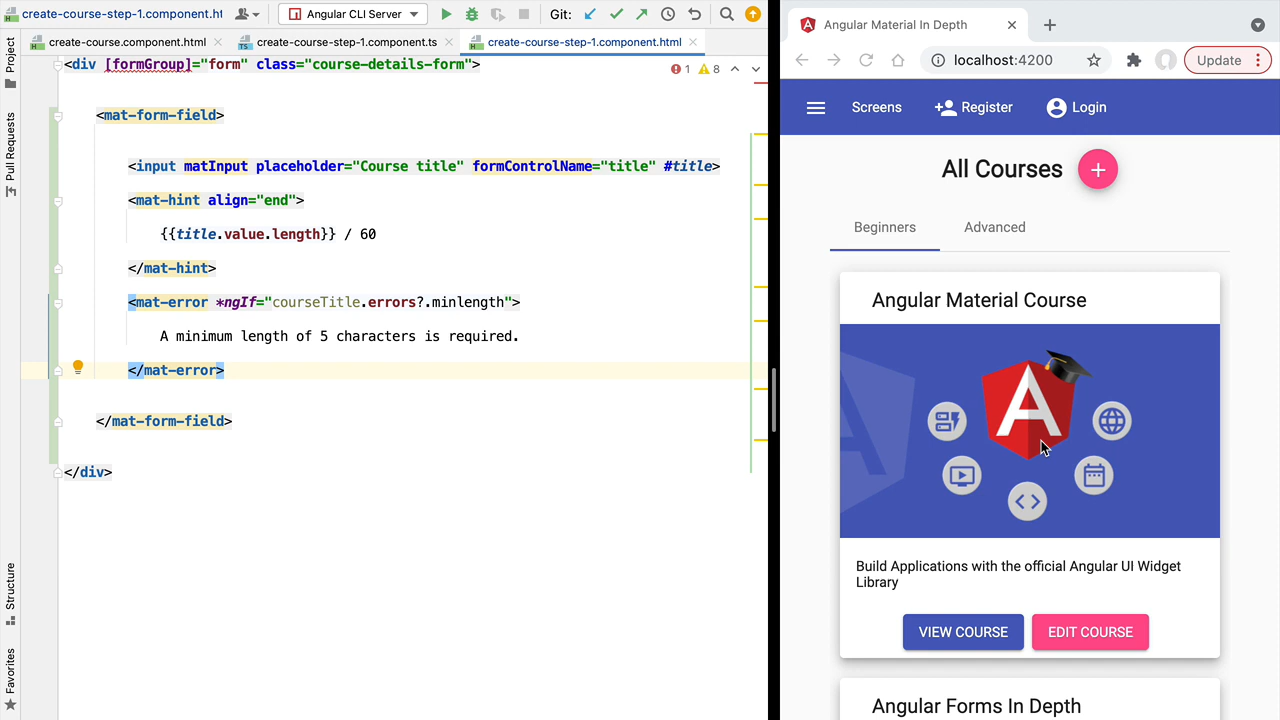 create-course-step-1.component.ht
Angular CLI Server
Git:
create-course.component.html
create-course-step-1.component.ts
create-course-step-1.component.html
Project
Pull Requests
Structure
Favorites
1
8
<div [formGroup]="form" class="course-details-form">
<mat-form-field>
<input matInput placeholder="Course title" formControlName="title" #title>
<mat-hint align="end">
{{title.value.length}} / 60
</mat-hint>
<mat-error *ngIf="courseTitle.errors?.minlength">
A minimum length of 5 characters is required.
</mat-error>
</mat-form-field>
</div>
Angular Material In Depth
localhost:4200
Update
Screens
Register
Login
All Courses
Beginners
Advanced
Angular Material Course
Build Applications with the official Angular UI Widget
Library
VIEW COURSE
EDIT COURSE
Angular Forms In Depth